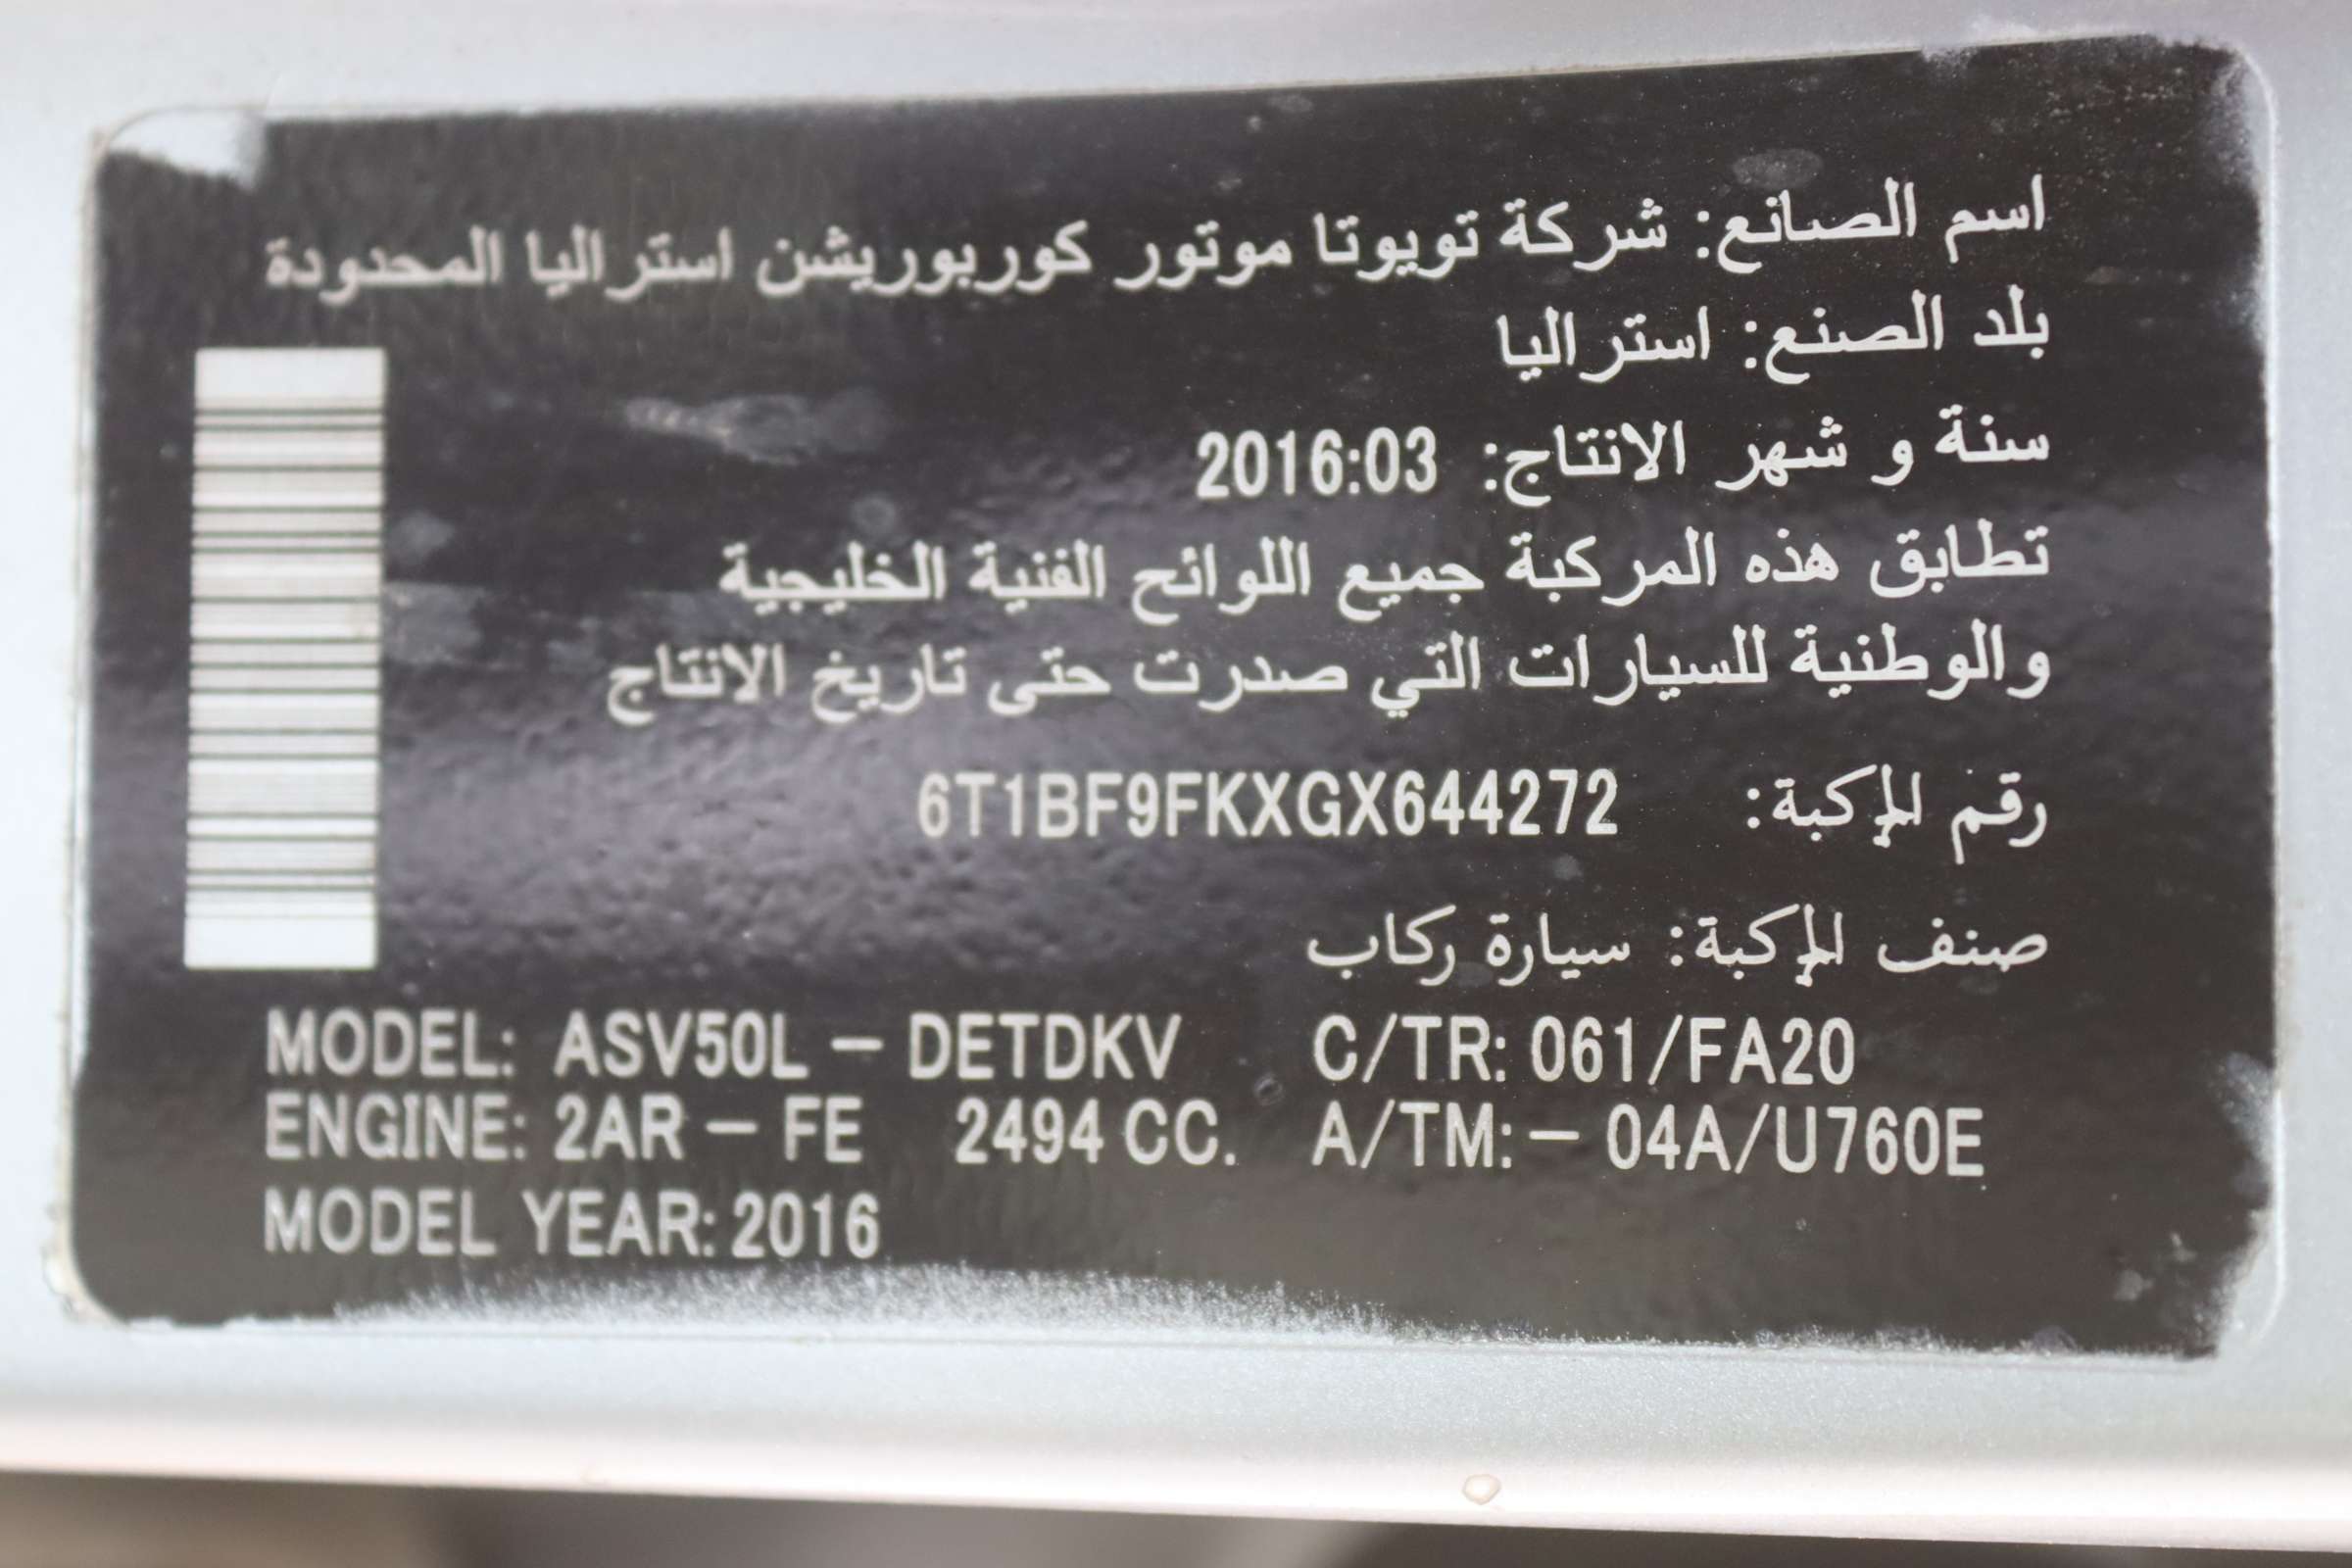 اسم الصانع: شركة تويوتا موتور كوربوريشن استراليا المحدودة
بلد الصنع: استراليا
سنة و شهر الانتاج: 2016:03
تطابق هذه المركبة جميع اللوائح الفنية الخليجية
والوطنية للسيارات التي صدرت حتى تاريخ الانتاج
رقم المركبة: 6T1BF9FKXGX644272
صنف المركبة: سيارة ركاب
MODEL: ASV50L – DETDKV C/TR: 061/FA20
ENGINE: 2AR – FE 2494 CC. A/TM: – 04A/U760E
MODEL YEAR: 2016